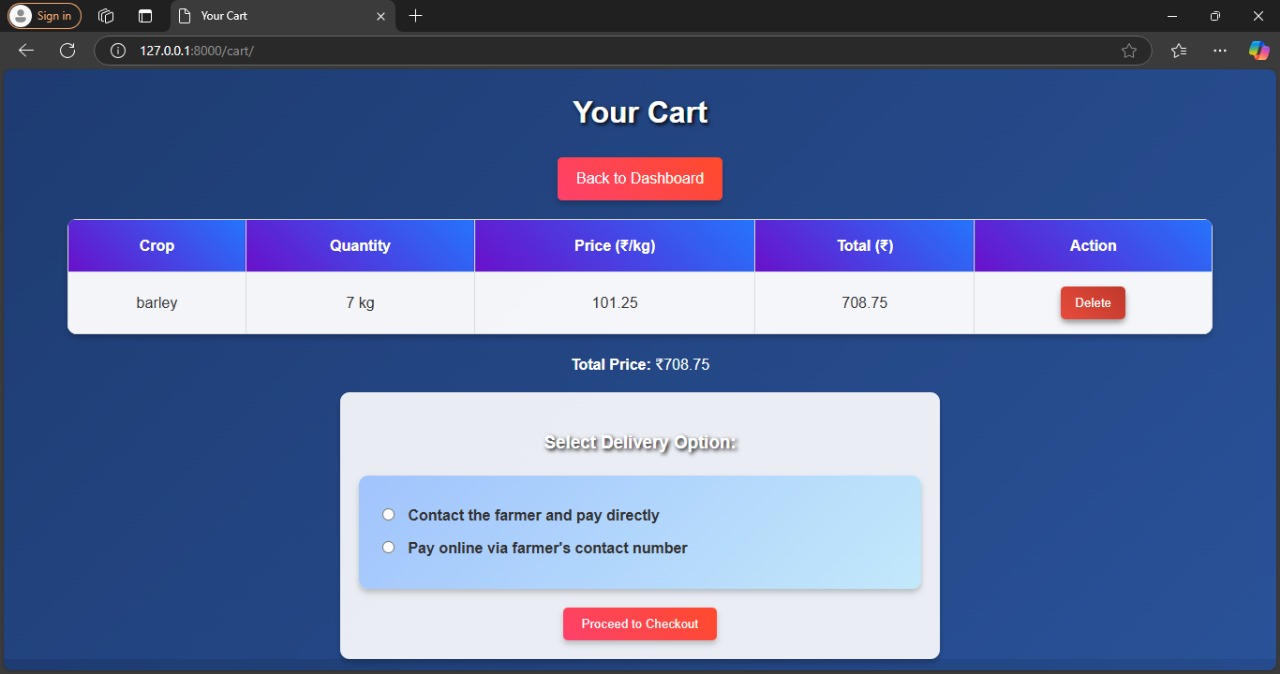 Sign in
Your Cart
127.0.0.1:8000/cart/
Your Cart
Back to Dashboard
Crop Quantity Price (₹/kg) Total (₹) Action
barley 7 kg 101.25 708.75 Delete
Total Price: ₹708.75
Select Delivery Option:
Contact the farmer and pay directly
Pay online via farmer's contact number
Proceed to Checkout